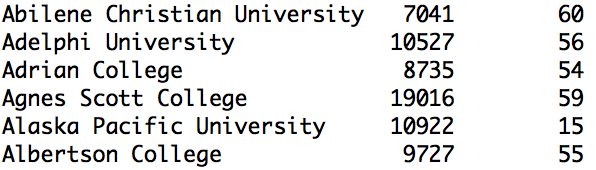 Abilene Christian University 7041 60
Adelphi University 10527 56
Adrian College 8735 54
Agnes Scott College 19016 59
Alaska Pacific University 10922 15
Albertson College 9727 55